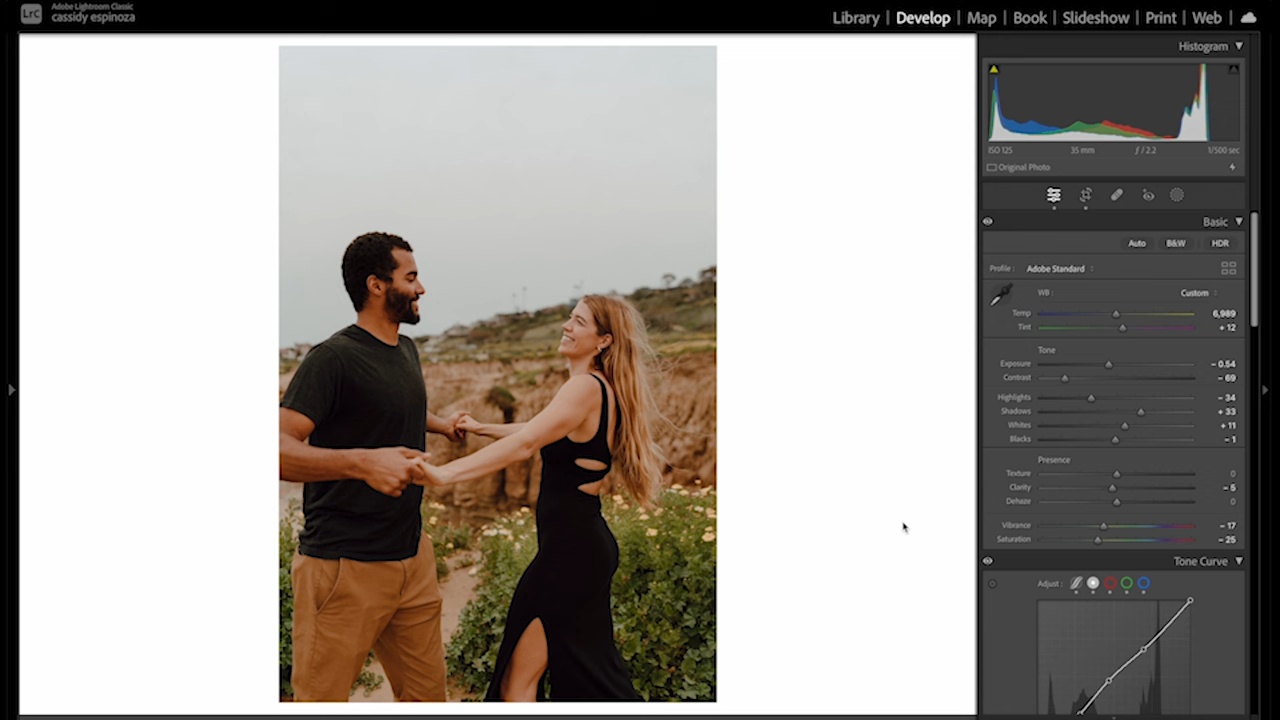 LrC
Adobe Lightroom Classic
cassidy espinoza
Library | Develop | Map | Book | Slideshow | Print | Web |
Histogram
ISO 125 35 mm ƒ / 2.2 1/500 sec
Original Photo
Basic
Auto B&W HDR
Profile : Adobe Standard
WB : Custom
Temp 6,989
Tint + 12
Tone
Exposure − 0.54
Contrast − 69
Highlights − 34
Shadows + 33
Whites + 11
Blacks − 1
Presence
Texture 0
Clarity − 5
Dehaze 0
Vibrance − 17
Saturation − 25
Tone Curve
Adjust :